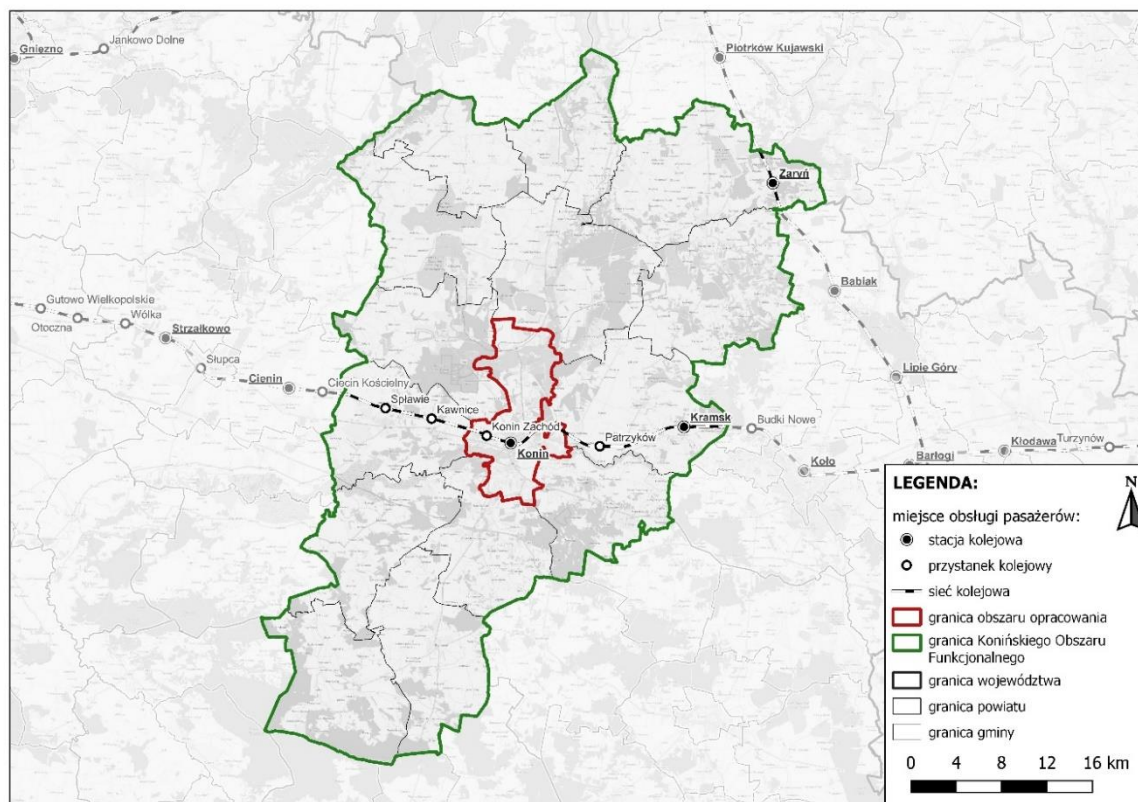 Gniezno
Jankowo Dolne
Piotrków Kujawski
Zaryń
Babiak
Gutowo Wielkopolskie
Otoczna
Wólka
Strzałkowo
Słupca
Cienin
Ciecin Kościelny
Spławie
Kawnice
Konin Zachód
Konin
Patrzyków
Kramsk
Budki Nowe
Lipie Góry
Koło
Barłogi
Kłodawa
Turzynów
LEGENDA:
N
miejsce obsługi pasażerów:
stacja kolejowa
przystanek kolejowy
sieć kolejowa
granica obszaru opracowania
granica Konińskiego Obszaru
Funkcjonalnego
granica województwa
granica powiatu
granica gminy
0 4 8 12 16 km